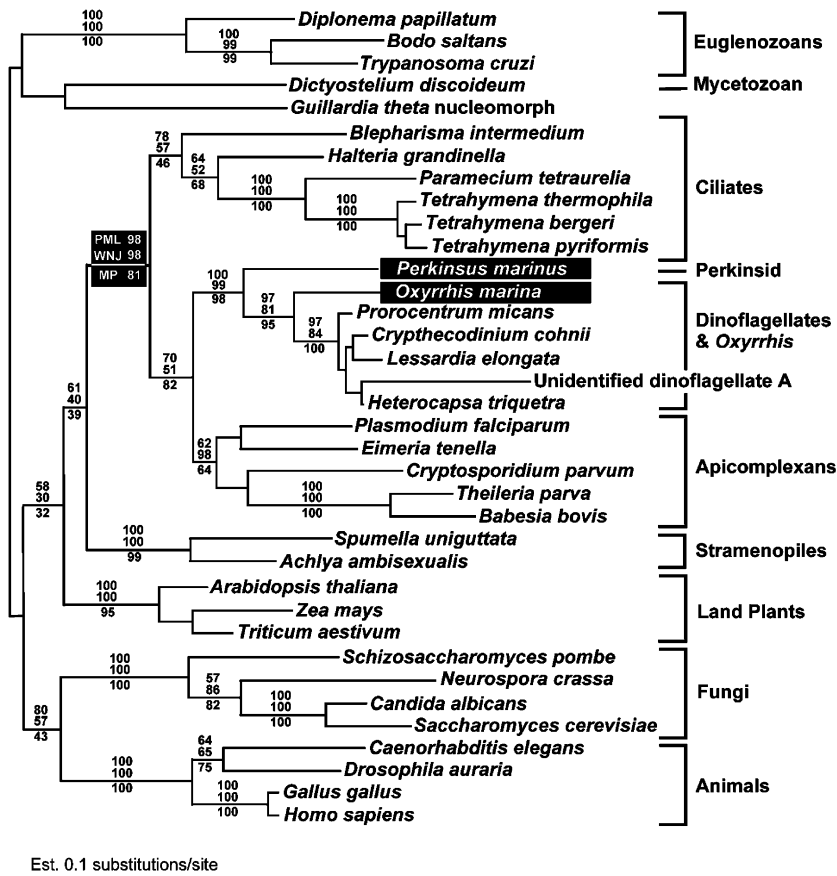 Diplonema papillatum
100
100
100
Bodo saltans
100
99
99
Trypanosoma cruzi
Euglenozoans
Dictyostelium discoideum
Mycetozoan
Guillardia theta nucleomorph
Blepharisma intermedium
78
57
46
Halteria grandinella
64
52
68
Paramecium tetraurelia
100
100
100
Tetrahymena thermophila
100
100
100
Tetrahymena bergeri
Tetrahymena pyriformis
Ciliates
PML 98
WNJ 98
MP 81
Perkinsus marinus
Perkinsid
100
99
98
Oxyrrhis marina
97
81
95
Prorocentrum micans
97
84
100
Crypthecodinium cohnii
Lessardia elongata
Unidentified dinoflagellate A
Heterocapsa triquetra
Dinoflagellates
& Oxyrrhis
70
51
82
Plasmodium falciparum
Eimeria tenella
62
98
64
Cryptosporidium parvum
Theileria parva
100
100
100
Babesia bovis
Apicomplexans
61
40
39
58
30
32
Spumella uniguttata
100
100
99
Achlya ambisexualis
Stramenopiles
Arabidopsis thaliana
100
100
95
Zea mays
Triticum aestivum
Land Plants
Schizosaccharomyces pombe
100
100
100
Neurospora crassa
57
86
82
Candida albicans
100
100
100
Saccharomyces cerevisiae
Fungi
80
57
43
Caenorhabditis elegans
64
65
75
Drosophila auraria
100
100
100
Gallus gallus
100
100
100
Homo sapiens
Animals
Est. 0.1 substitutions/site